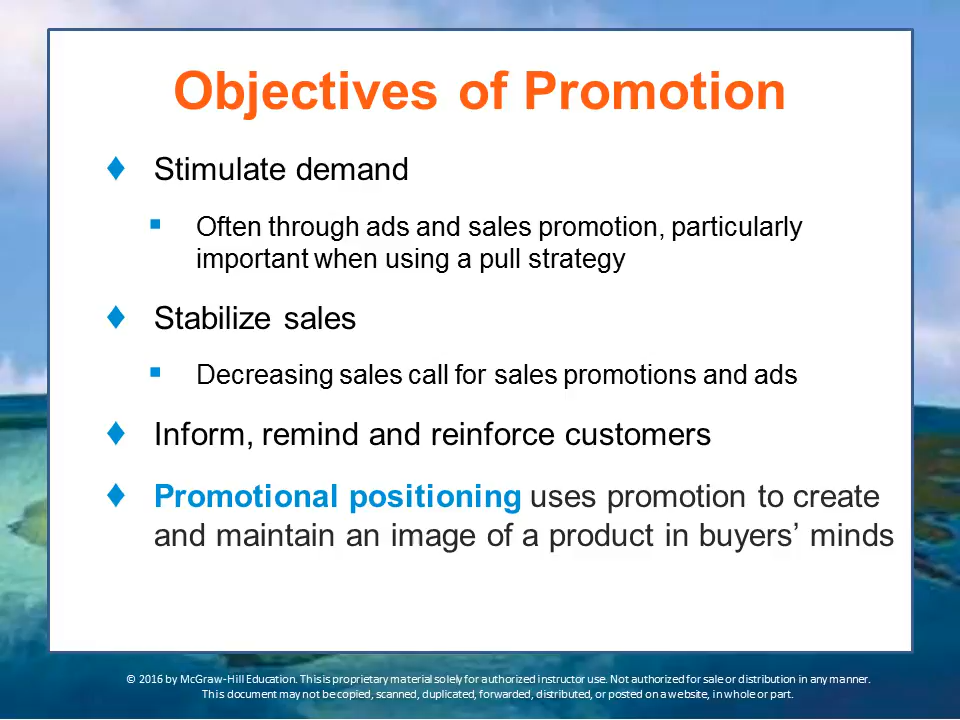 Objectives of Promotion
Stimulate demand
Often through ads and sales promotion, particularly
important when using a pull strategy
Stabilize sales
Decreasing sales call for sales promotions and ads
Inform, remind and reinforce customers
Promotional positioning uses promotion to create
and maintain an image of a product in buyers’ minds
© 2016 by McGraw-Hill Education. This is proprietary material solely for authorized instructor use. Not authorized for sale or distribution in any manner.
This document may not be copied, scanned, duplicated, forwarded, distributed, or posted on a website, in whole or part.